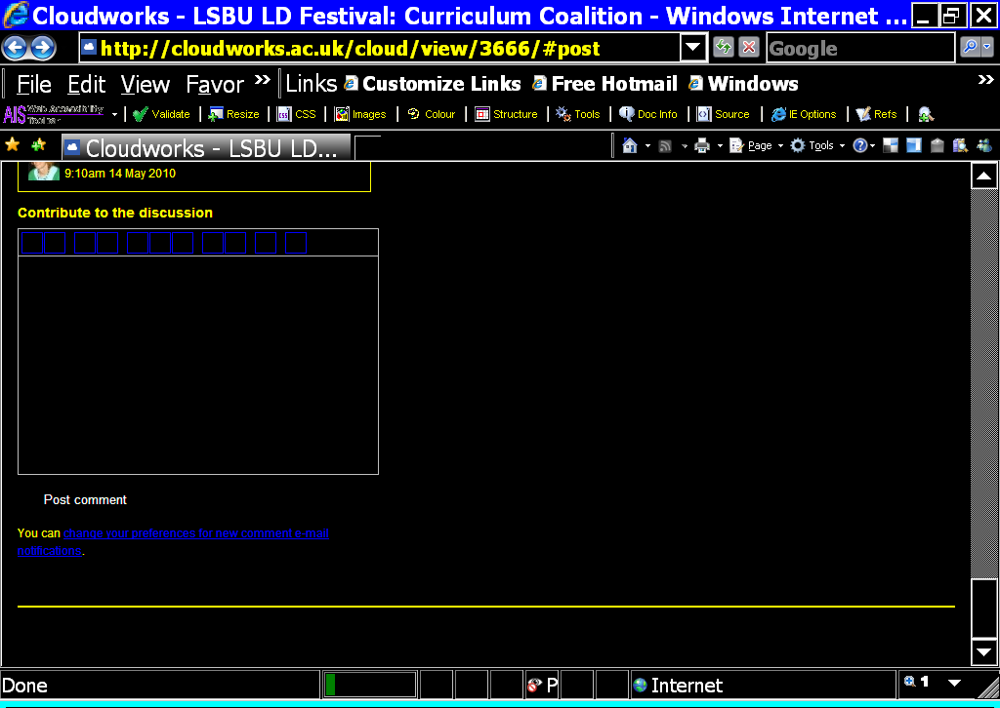 Cloudworks - LSBU LD Festival: Curriculum Coalition - Windows Internet ...
http://cloudworks.ac.uk/cloud/view/3666/#post Google
File Edit View Favor » Links Customize Links Free Hotmail Windows »
AIS Web Accessibility Toolbar Validate Resize CSS Images Colour Structure Tools Doc Info Source IE Options Refs
Cloudworks - LSBU LD... Page Tools
9:10am 14 May 2010
Contribute to the discussion
Post comment
You can change your preferences for new comment e-mail
notifications.
Done P Internet 1